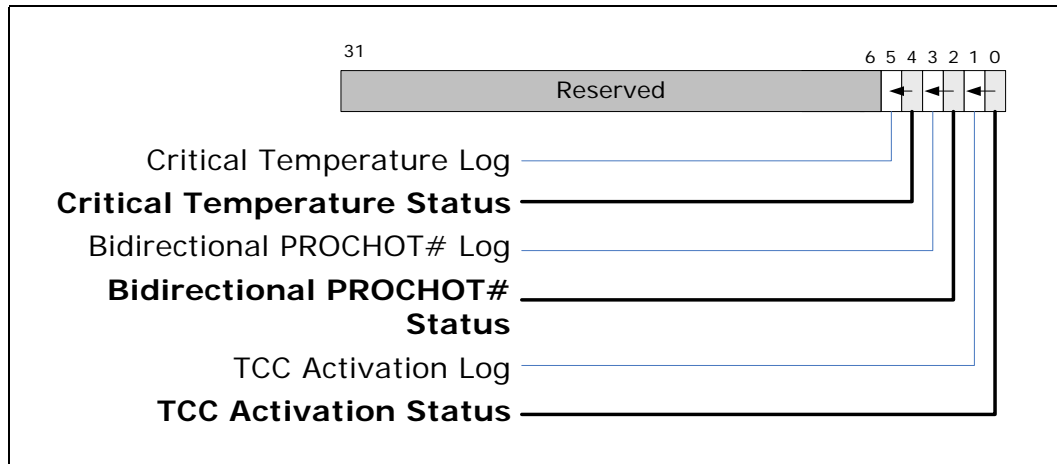 31
6 5 4 3 2 1 0
Reserved
Critical Temperature Log
Critical Temperature Status
Bidirectional PROCHOT# Log
Bidirectional PROCHOT#
Status
TCC Activation Log
TCC Activation Status